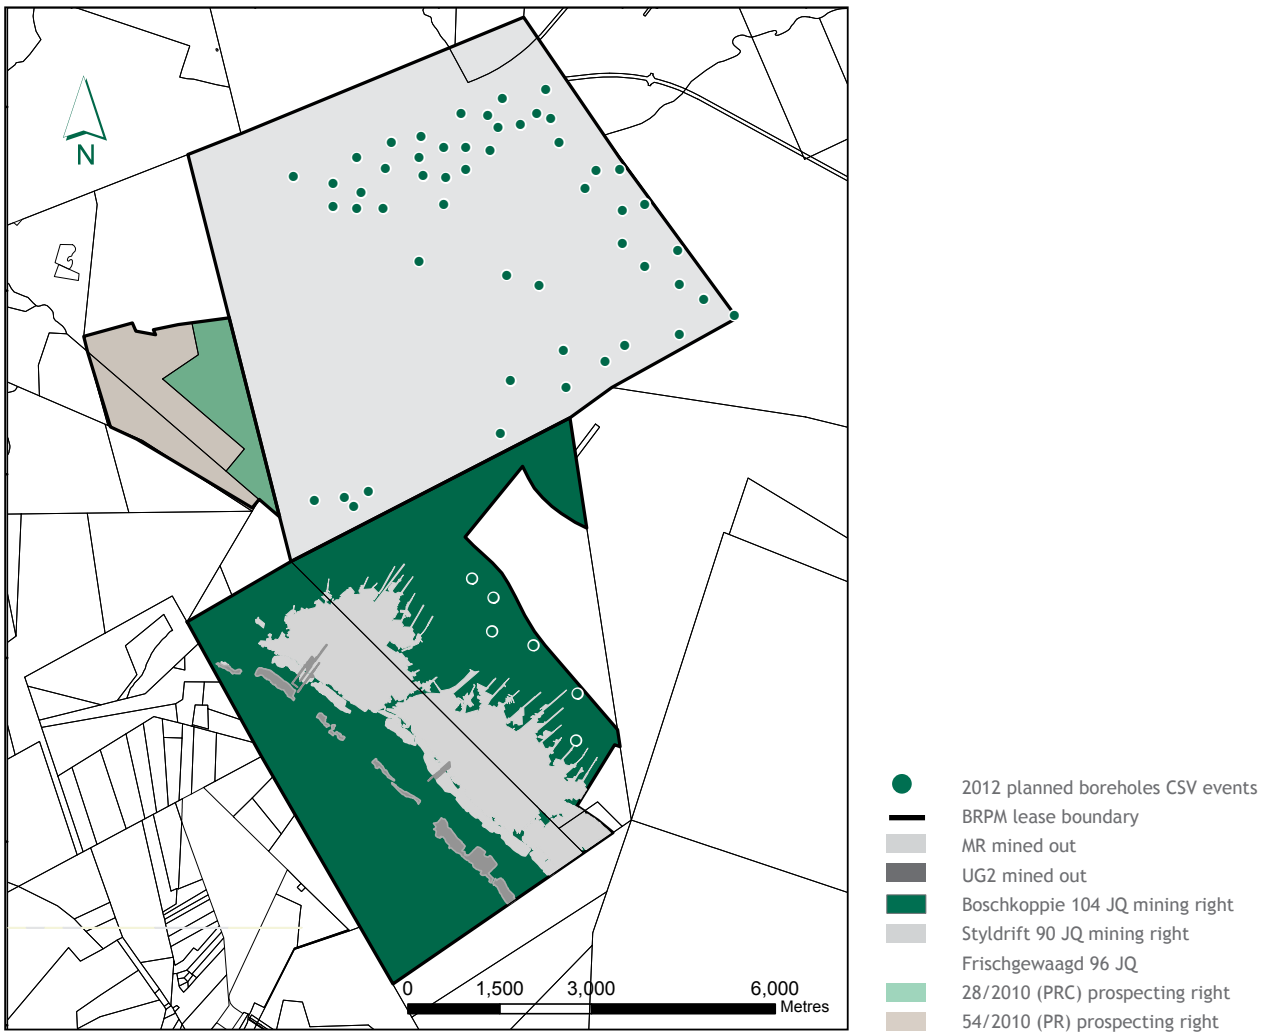 N
0 1,500 3,000 6,000
Metres
2012 planned boreholes CSV events
BRPM lease boundary
MR mined out
UG2 mined out
Boschkoppie 104 JQ mining right
Styldrift 90 JQ mining right
Frischgewaagd 96 JQ
28/2010 (PRC) prospecting right
54/2010 (PR) prospecting right